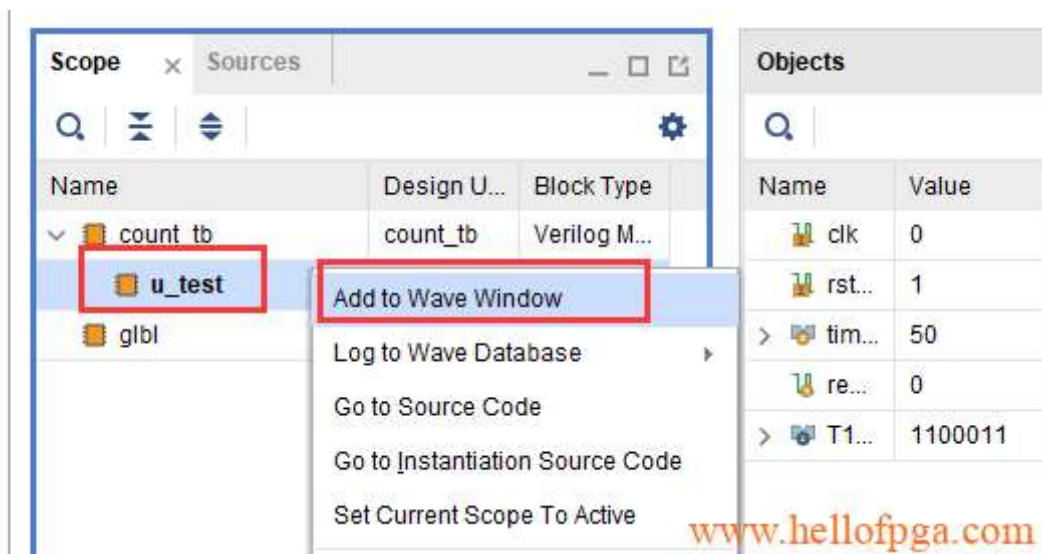 Scope × Sources
Name Design U... Block Type
count_tb count_tb Verilog M...
u_test
glbl
Add to Wave Window
Log to Wave Database
Go to Source Code
Go to Instantiation Source Code
Set Current Scope To Active
Objects
Name Value
clk 0
rst... 1
tim... 50
re... 0
T1... 1100011
www.hellofpga.com